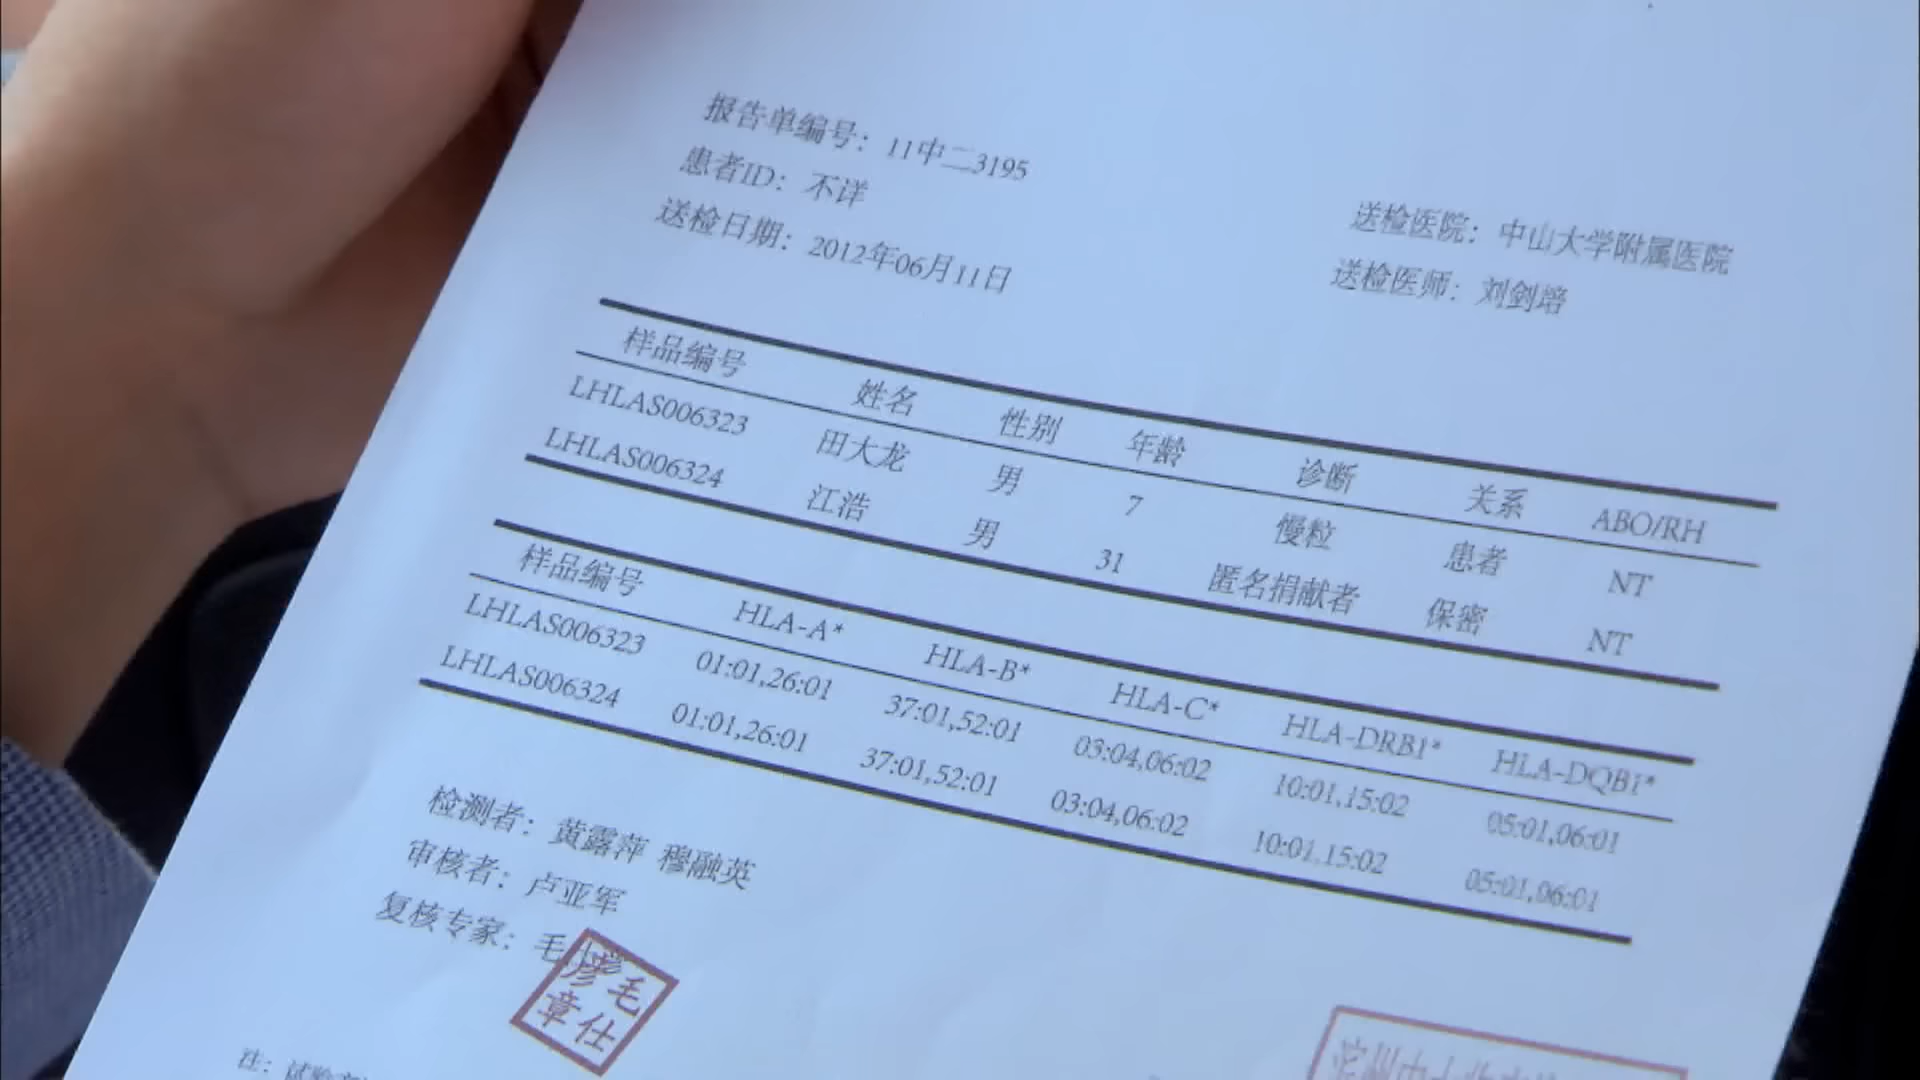 报告单编号：11中二3195
患者ID：不详
送检日期：2012年06月11日
送检医院：中山大学附属医院
送检医师：刘剑培
样品编号 姓名 性别 年龄 诊断 关系 ABO/RH
LHLAS006323 田大龙 男 7 慢粒 患者 NT
LHLAS006324 江浩 男 31 匿名捐献者 保密 NT
样品编号 HLA-A* HLA-B* HLA-C* HLA-DRB1* HLA-DQB1*
LHLAS006323 01:01,26:01 37:01,52:01 03:04,06:02 10:01,15:02 05:01,06:01
LHLAS006324 01:01,26:01 37:01,52:01 03:04,06:02 10:01,15:02 05:01,06:01
检测者：黄露萍 穆融英
审核者：卢亚军
复核专家：毛
毛仕
章
注：试验